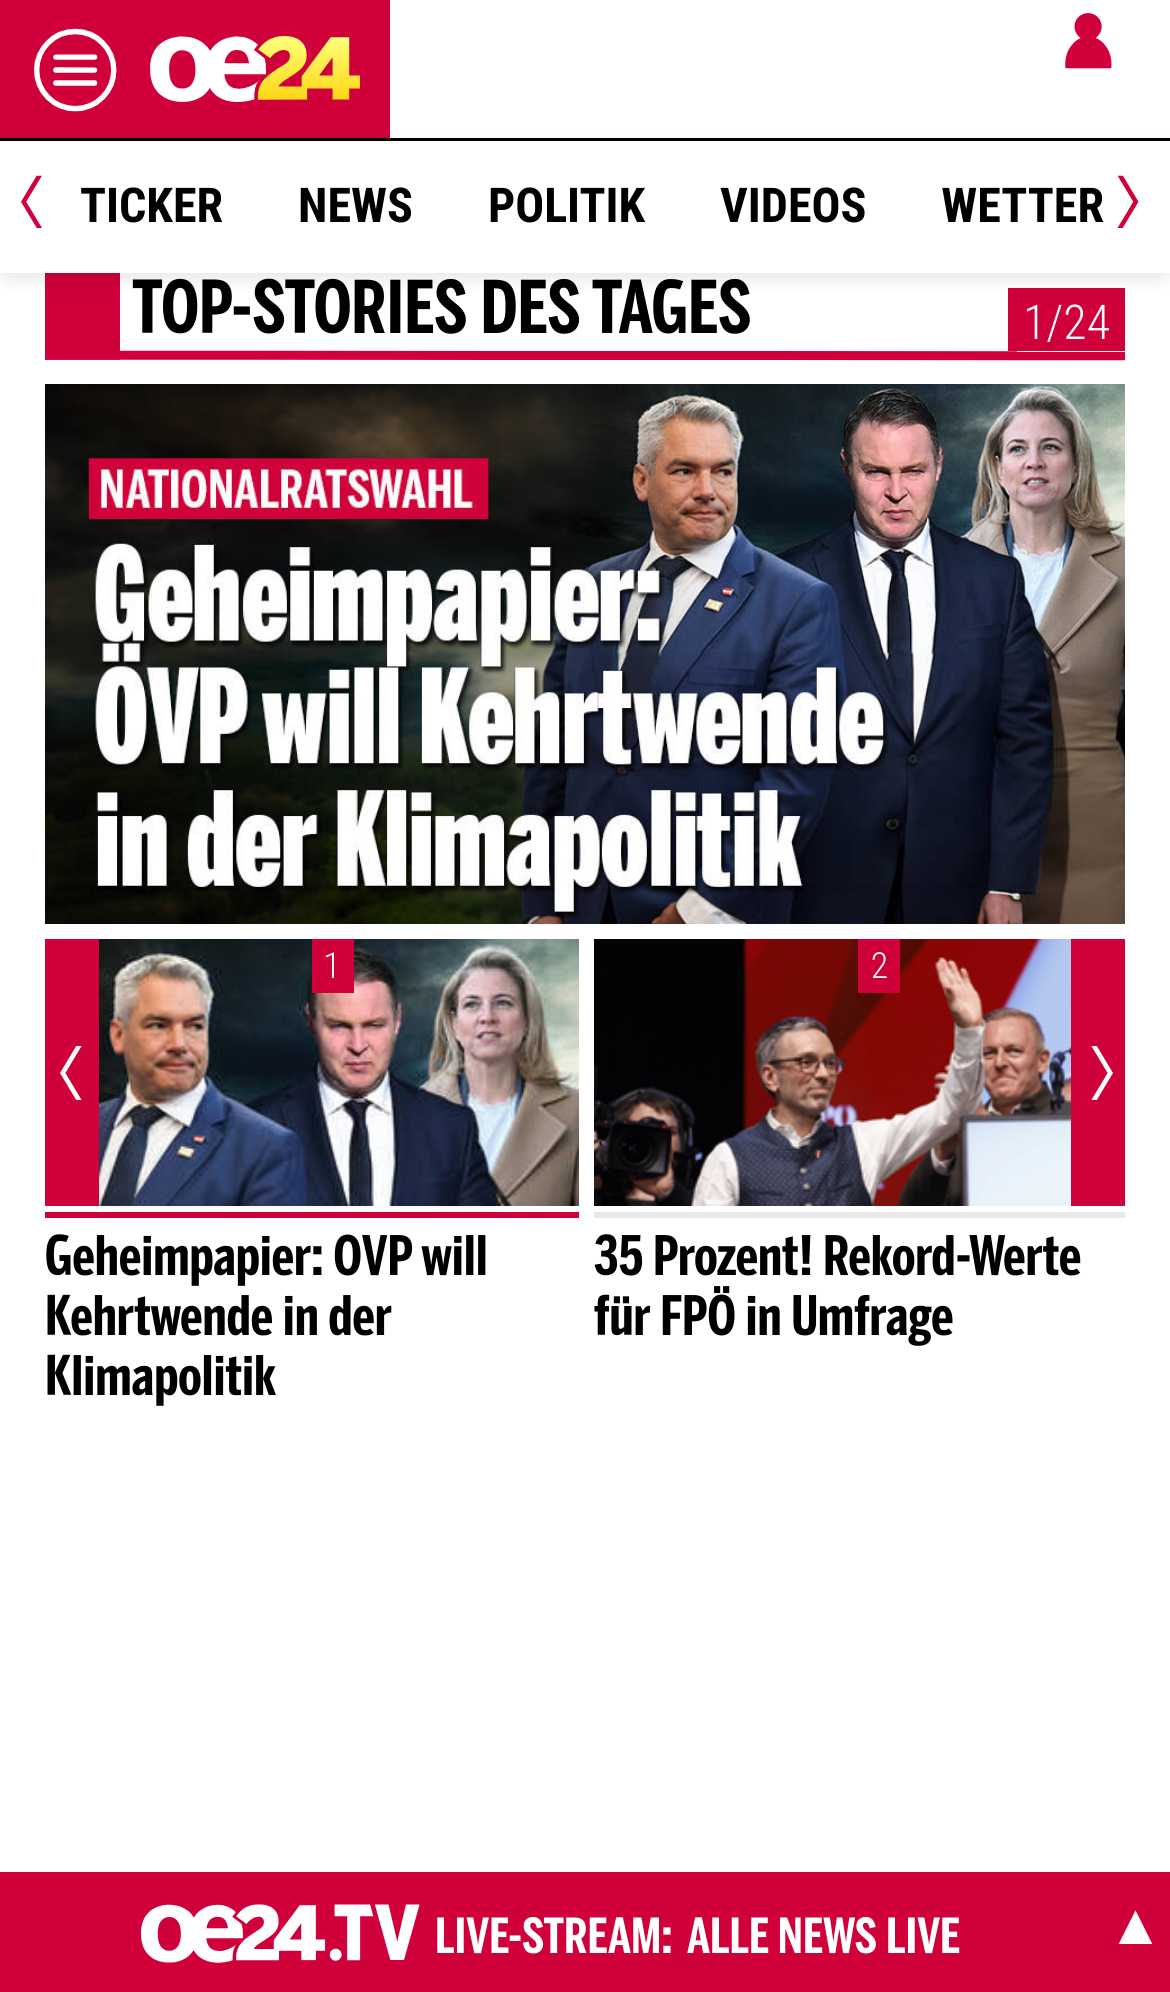 oe24
TICKER NEWS POLITIK VIDEOS WETTER
TOP-STORIES DES TAGES
1/24
NATIONALRATSWAHL
Geheimpapier:
ÖVP will Kehrtwende
in der Klimapolitik
1
2
Geheimpapier: ÖVP will
Kehrtwende in der
Klimapolitik
35 Prozent! Rekord-Werte
für FPÖ in Umfrage
oe24.TV LIVE-STREAM: ALLE NEWS LIVE